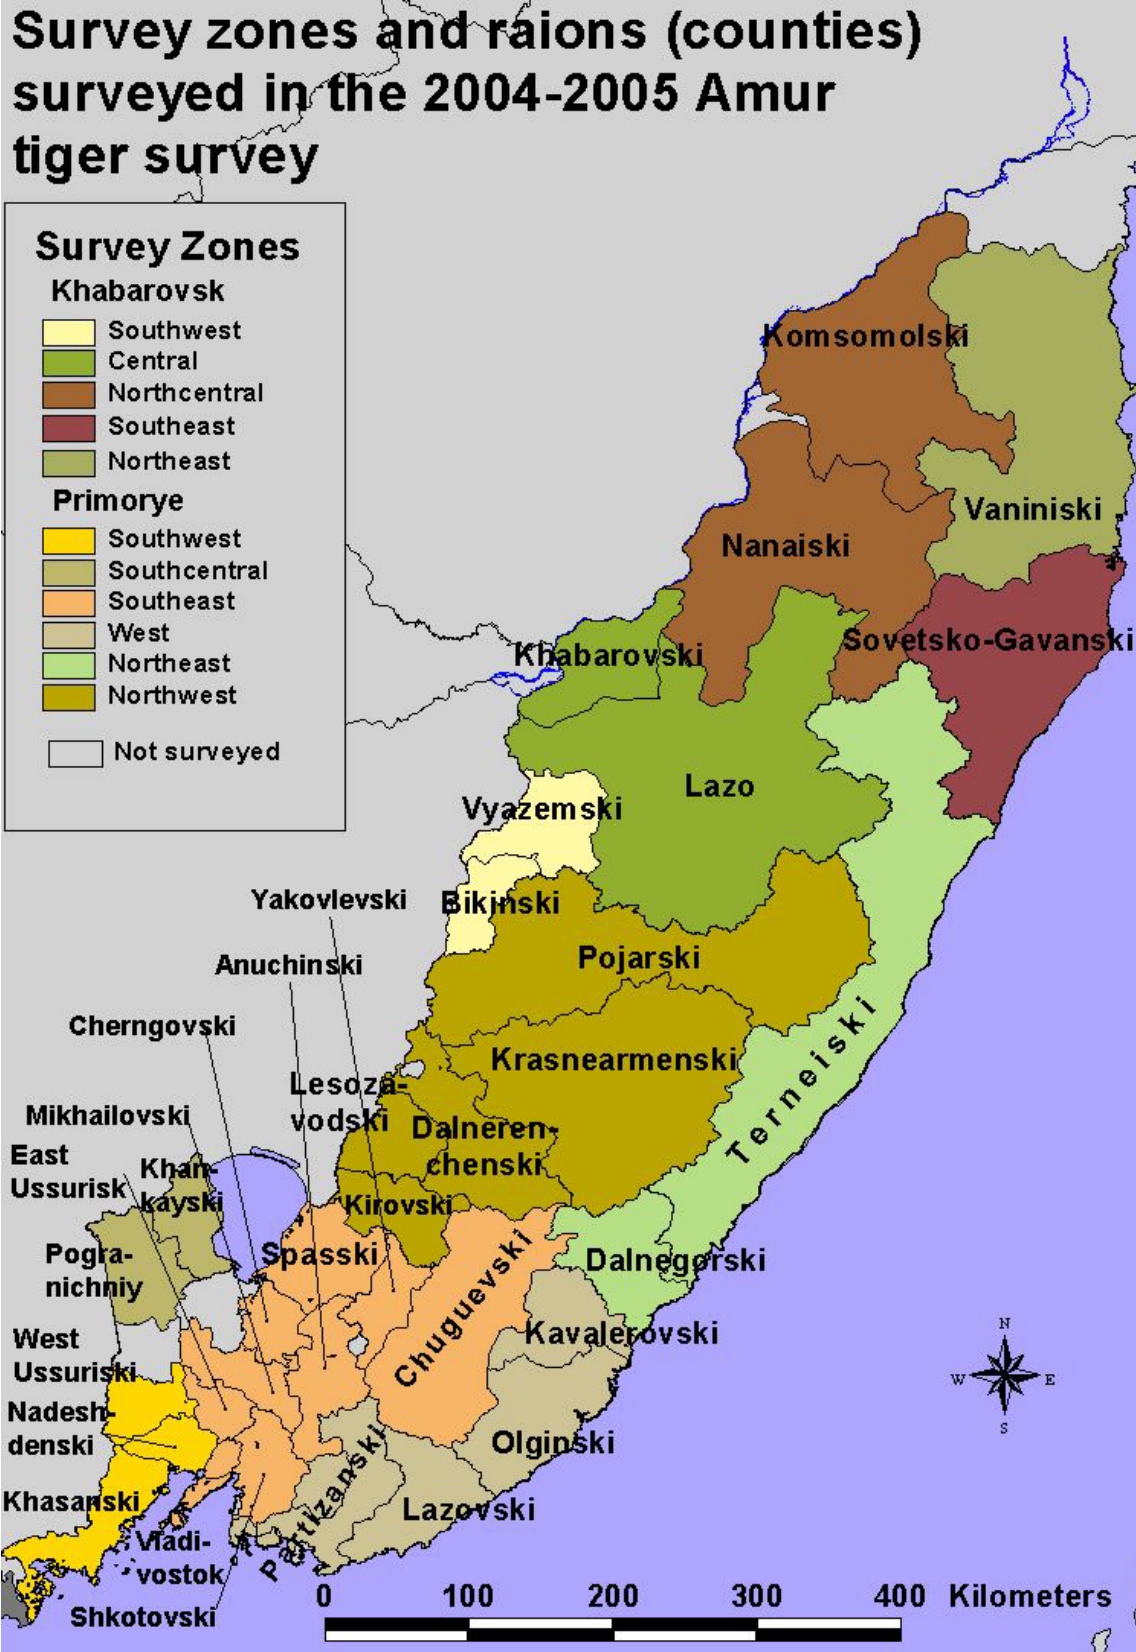 Survey zones and raions (counties)
surveyed in the 2004-2005 Amur
tiger survey
Survey Zones
Khabarovsk
Southwest
Central
Northcentral
Southeast
Northeast
Primorye
Southwest
Southcentral
Southeast
West
Northeast
Northwest
Not surveyed
Komsomolski
Vaniniski
Nanaiski
Sovetsko-Gavanski
Khabarovski
Lazo
Vyazemski
Bikinski
Yakovlevski
Pojarski
Anuchinski
Cherngovski
Terneiski
Krasnearmenski
Lesoza-
vodski
Mikhailovski
Dalneren-
chenski
East
Ussurisk
Khan-
kayski
Kirovski
Spasski
Chuguevski
Pogra-
nichniy
Dalnegorski
Kavalerovski
West
Ussuriski
N
W
E
S
Nadesh-
denski
Olginski
Khasanski
Partizanski
Lazovski
Vladi-
vostok
Shkotovski
0 100 200 300 400 Kilometers